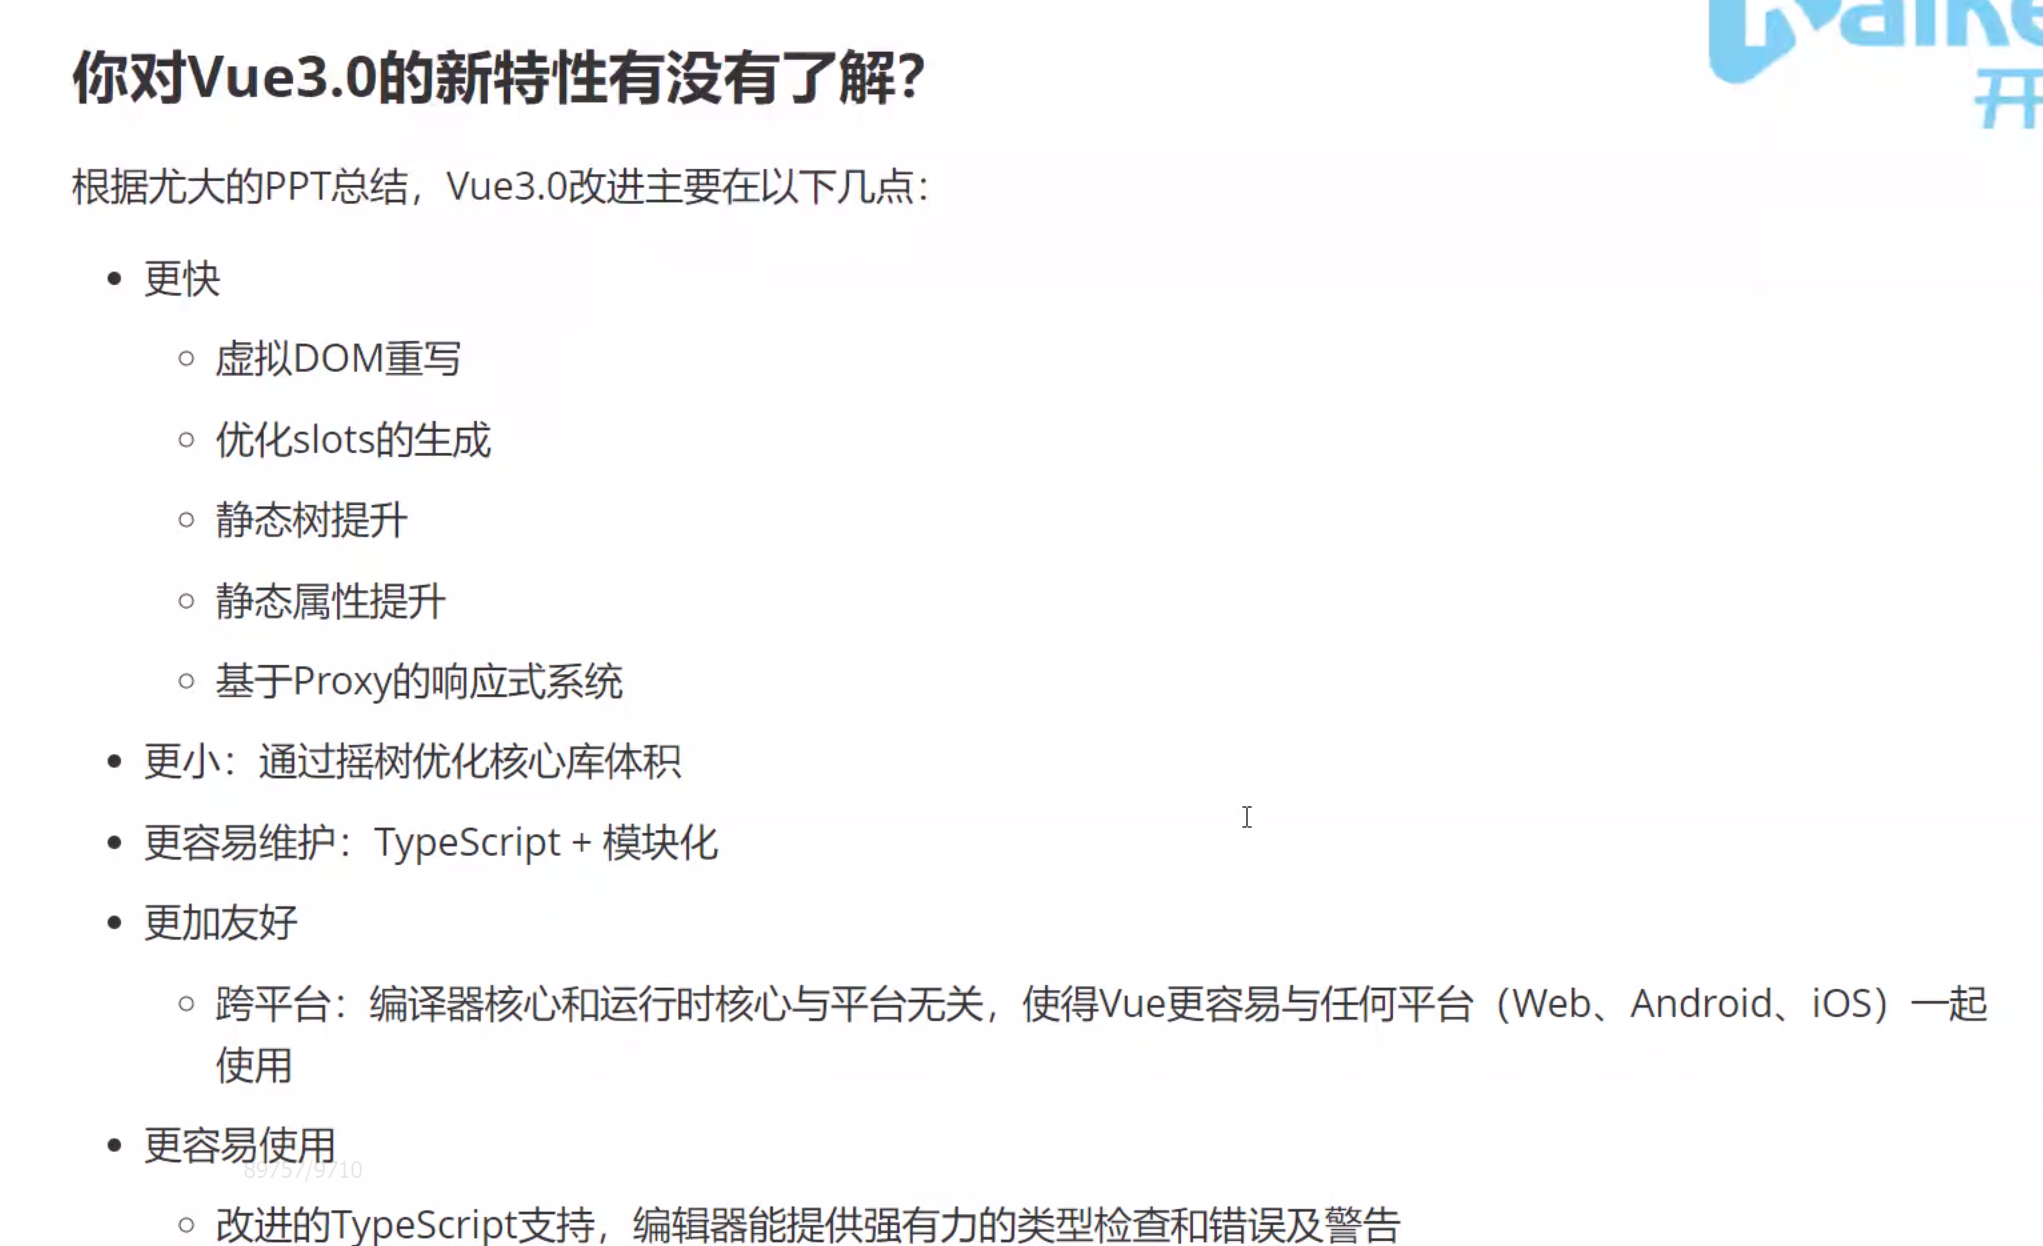 你对Vue3.0的新特性有没有了解？
根据尤大的PPT总结，Vue3.0改进主要在以下几点：
更快
虚拟DOM重写
优化slots的生成
静态树提升
静态属性提升
基于Proxy的响应式系统
更小：通过摇树优化核心库体积
更容易维护：TypeScript + 模块化
更加友好
跨平台：编译器核心和运行时核心与平台无关，使得Vue更容易与任何平台（Web、Android、iOS）一起
使用
更容易使用
89757/9710
改进的TypeScript支持，编辑器能提供强有力的类型检查和错误及警告